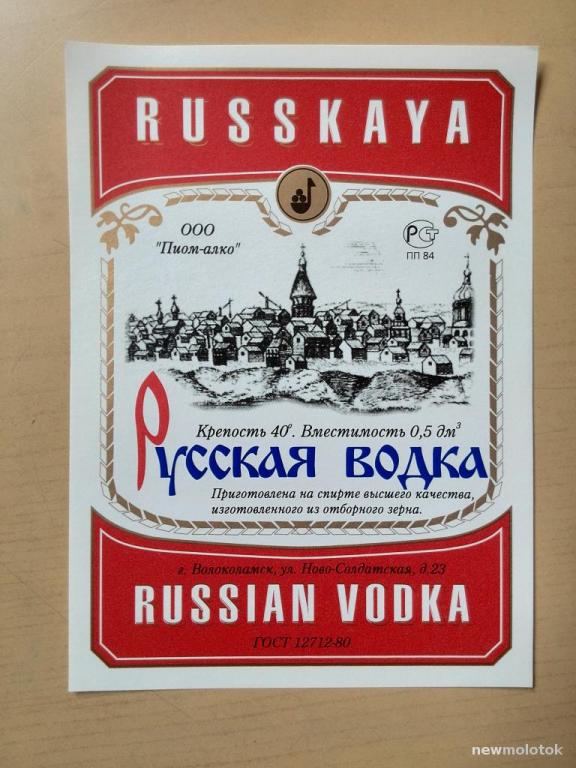 RUSSKAYA
ООО
"Пиом-алко"
РСТ
ПП 84
Крепость 40°. Вместимость 0,5 дм³
Русская водка
Приготовлена на спирте высшего качества,
изготовленного из отборного зерна.
г. Волоколамск, ул. Ново-Солдатская, д.23
RUSSIAN VODKA
ГОСТ 12712-80
newmolotok